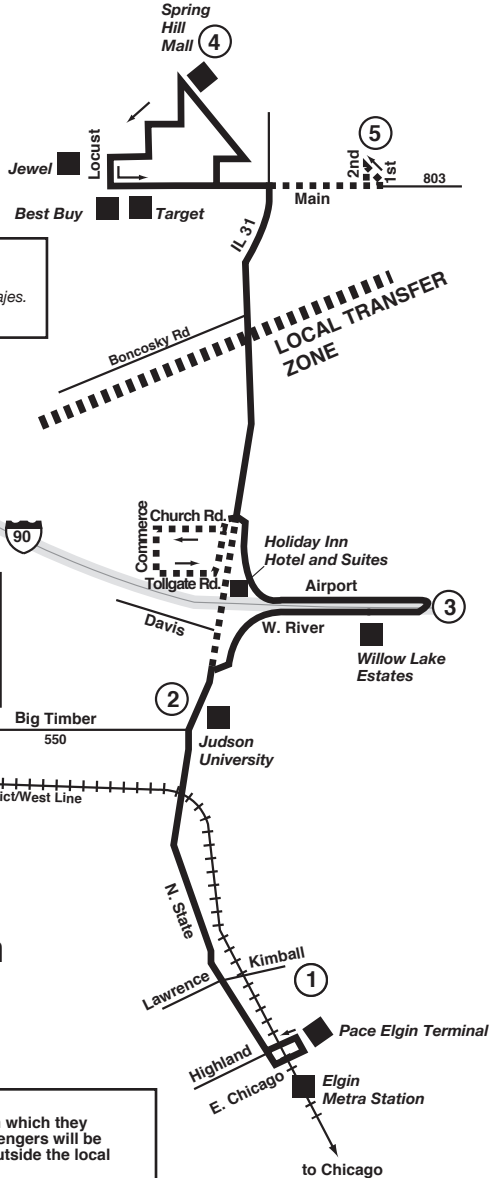 Spring
Hill
Mall
4
5
2nd
1st
Locust
Jewel
803
Main
Best Buy
Target
IL 31
ajes.
LOCAL TRANSFER
ZONE
Boncosky Rd
Church Rd.
Commerce
90
Holiday Inn
Hotel and Suites
Tollgate Rd.
Airport
3
Davis
W. River
Willow Lake
Estates
2
Big Timber
550
Judson
University
ict/West Line
N. State
Kimball
Lawrence
1
Pace Elgin Terminal
Highland
E. Chicago
Elgin
Metra Station
which they
engers will be
utside the local
to Chicago